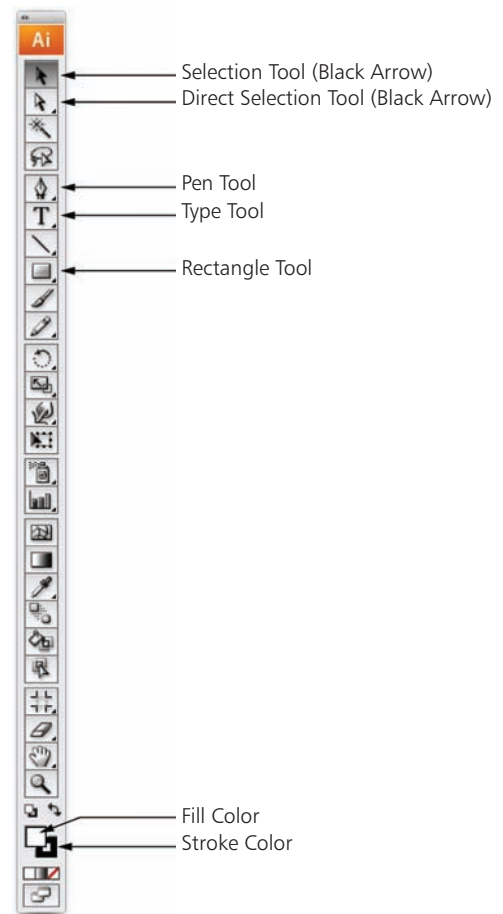 Ai
Selection Tool (Black Arrow)
Direct Selection Tool (Black Arrow)
Pen Tool
T
Type Tool
Rectangle Tool
Fill Color
Stroke Color